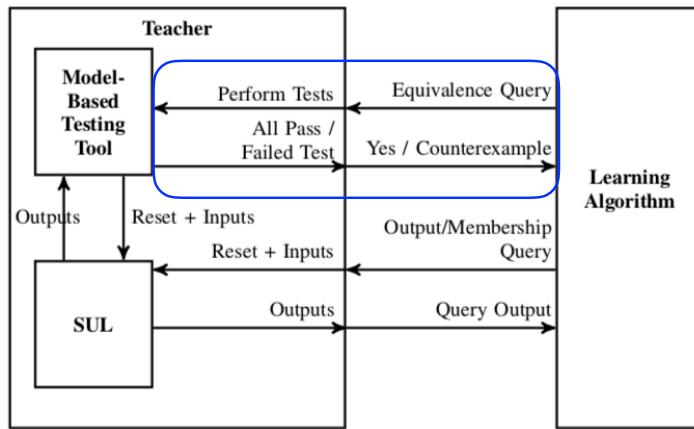 Teacher
Model-
Based
Testing
Tool
Perform Tests
Equivalence Query
All Pass /
Failed Test
Yes / Counterexample
Learning
Algorithm
Outputs
Reset + Inputs
Output/Membership
Query
Reset + Inputs
SUL
Outputs
Query Output